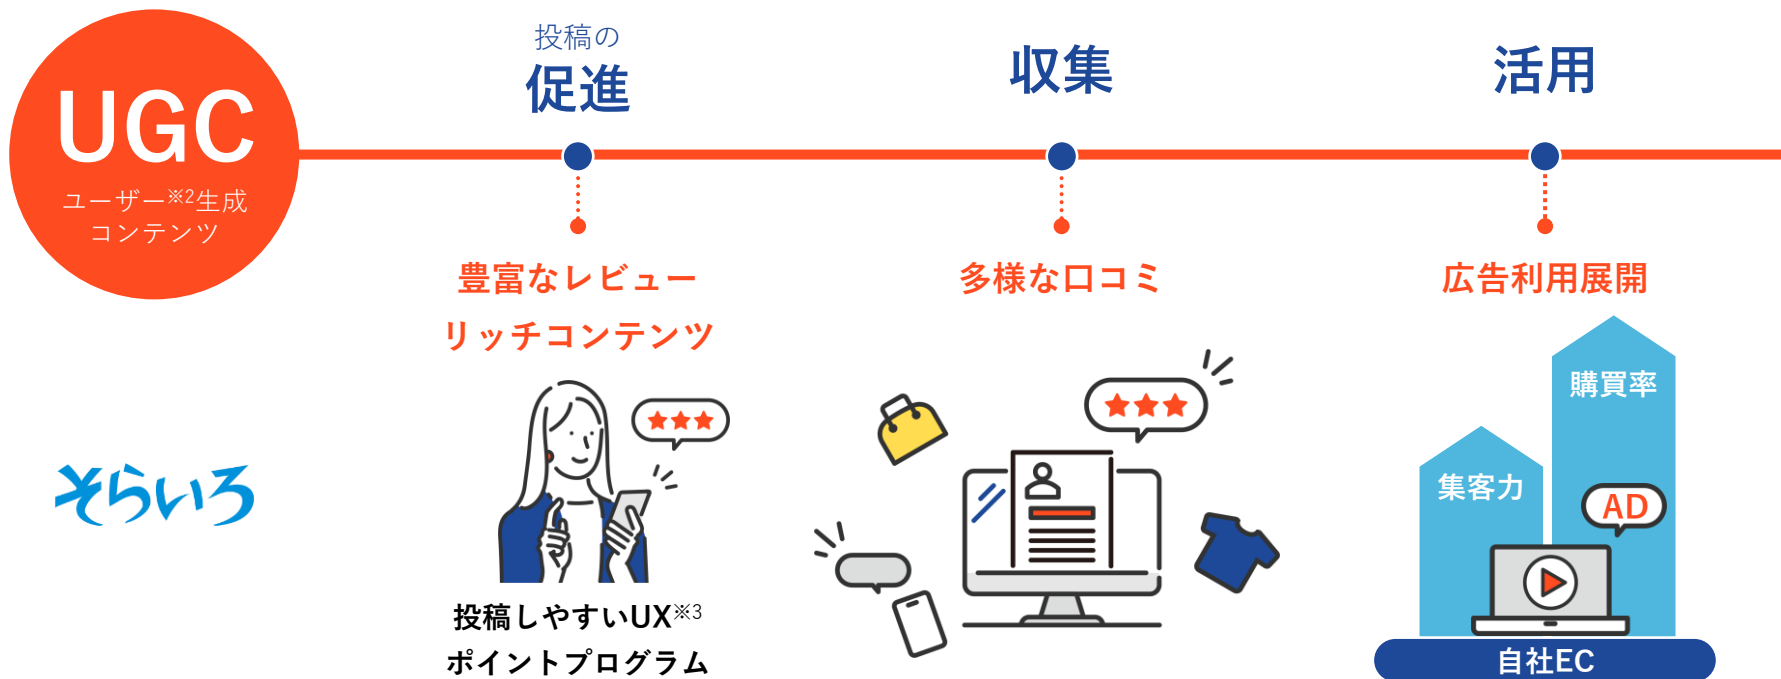 UGC
ユーザー※2生成
コンテンツ
投稿の
促進
収集
活用
豊富なレビュー
リッチコンテンツ
多様な口コミ
広告利用展開
購買率
集客力
AD
そらいろ
投稿しやすいUX※3
ポイントプログラム
自社EC